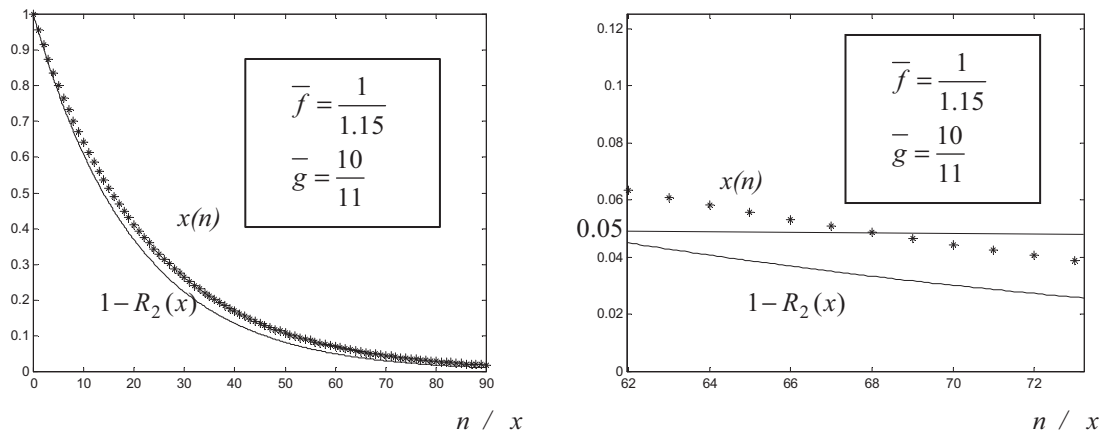 1
0.9
0.8
0.7
0.6
0.5
0.4
0.3
0.2
0.1
0
f = 1/1.15
g = 10/11
x(n)
1 − R₂(x)
0 10 20 30 40 50 60 70 80 90
n / x
0.12
0.1
0.08
0.06
0.05
0.04
0.02
0
f = 1/1.15
g = 10/11
x(n)
1 − R₂(x)
62 64 66 68 70 72
n / x